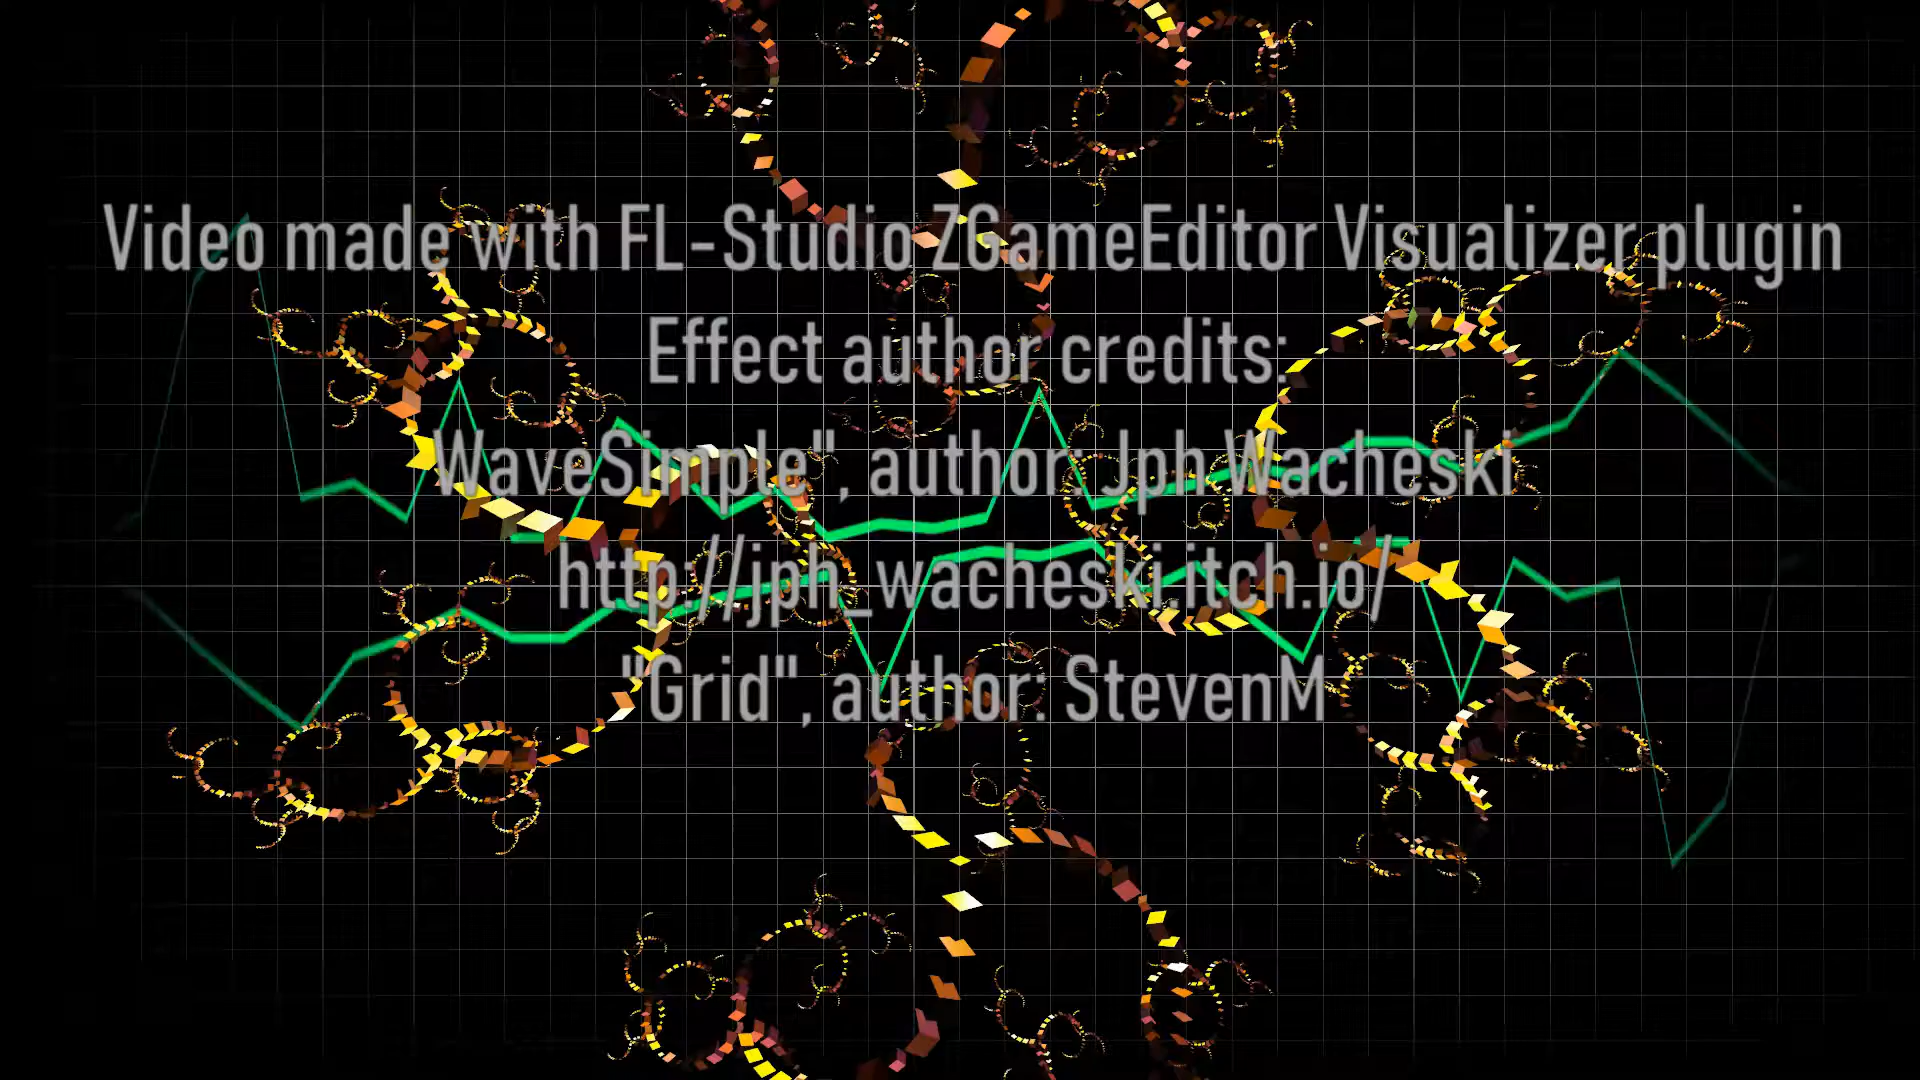 Video made with FL-Studio ZGameEditor Visualizer plugin
Effect author credits:
WaveSimple", author: Jph Wacheski
http://jph_wacheski.itch.io/
"Grid", author: StevenM